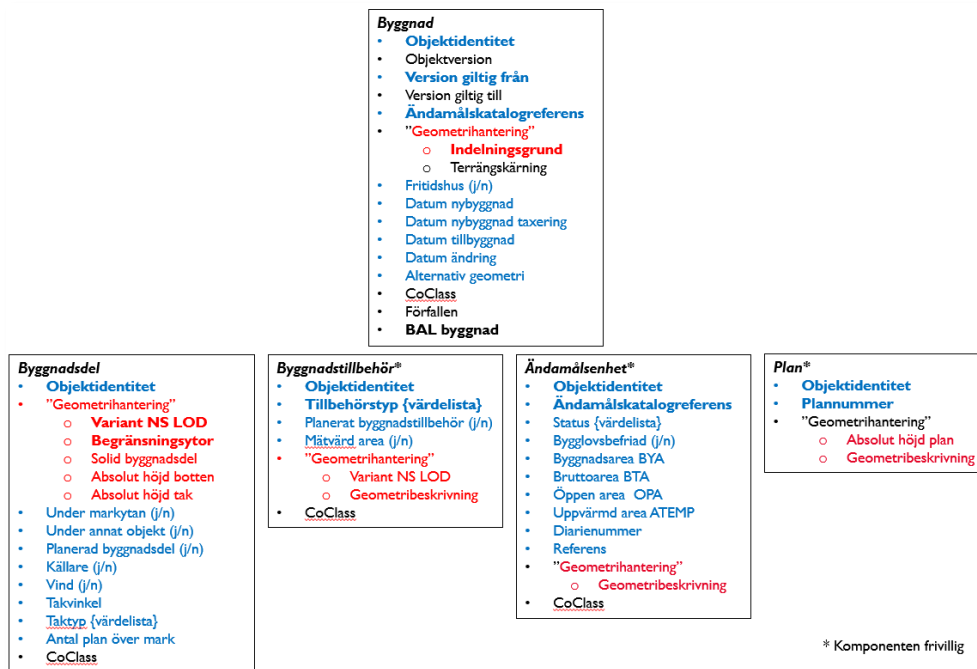 Byggnad
• Objektidentitet
• Objektversion
• Version giltig från
• Version giltig till
• Ändamålskatalogreferens
• ”Geometrihantering”
o Indelningsgrund
o Terrängskärning
• Fritidshus (j/n)
• Datum nybyggnad
• Datum nybyggnad taxering
• Datum tillbyggnad
• Datum ändring
• Alternativ geometri
• CoClass
• Förfallen
• BAL byggnad
Byggnadsdel
• Objektidentitet
• ”Geometrihantering”
o Variant NS LOD
o Begränsningsytor
o Solid byggnadsdel
o Absolut höjd botten
o Absolut höjd tak
• Under markytan (j/n)
• Under annat objekt (j/n)
• Planerad byggnadsdel (j/n)
• Källare (j/n)
• Vind (j/n)
• Takvinkel
• Taktyp {värdelista}
• Antal plan över mark
• CoClass
Byggnadstillbehör*
• Objektidentitet
• Tillbehörstyp {värdelista}
• Planerat byggnadstillbehör (j/n)
• Mätvärd area (j/n)
• ”Geometrihantering”
o Variant NS LOD
o Geometribeskrivning
• CoClass
Ändamålsenhet*
• Objektidentitet
• Ändamålskatalogreferens
• Status {värdelista}
• Bygglovsbefriad (j/n)
• Byggnadsarea BYA
• Bruttoarea BTA
• Öppen area OPA
• Uppvärmd area ATEMP
• Diarienummer
• Referens
• ”Geometrihantering”
o Geometribeskrivning
• CoClass
Plan*
• Objektidentitet
• Plannummer
• ”Geometrihantering”
o Absolut höjd plan
o Geometribeskrivning
* Komponenten frivillig